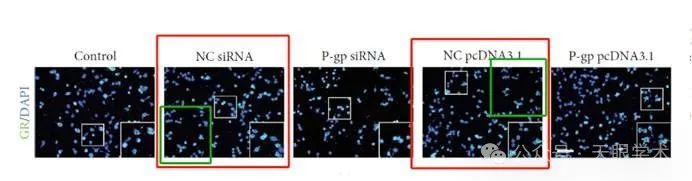 Control
NC siRNA
P-gp siRNA
NC pcDNA3.1
P-gp pcDNA3.1
GR/DAPI
公众号 · 天眼学术